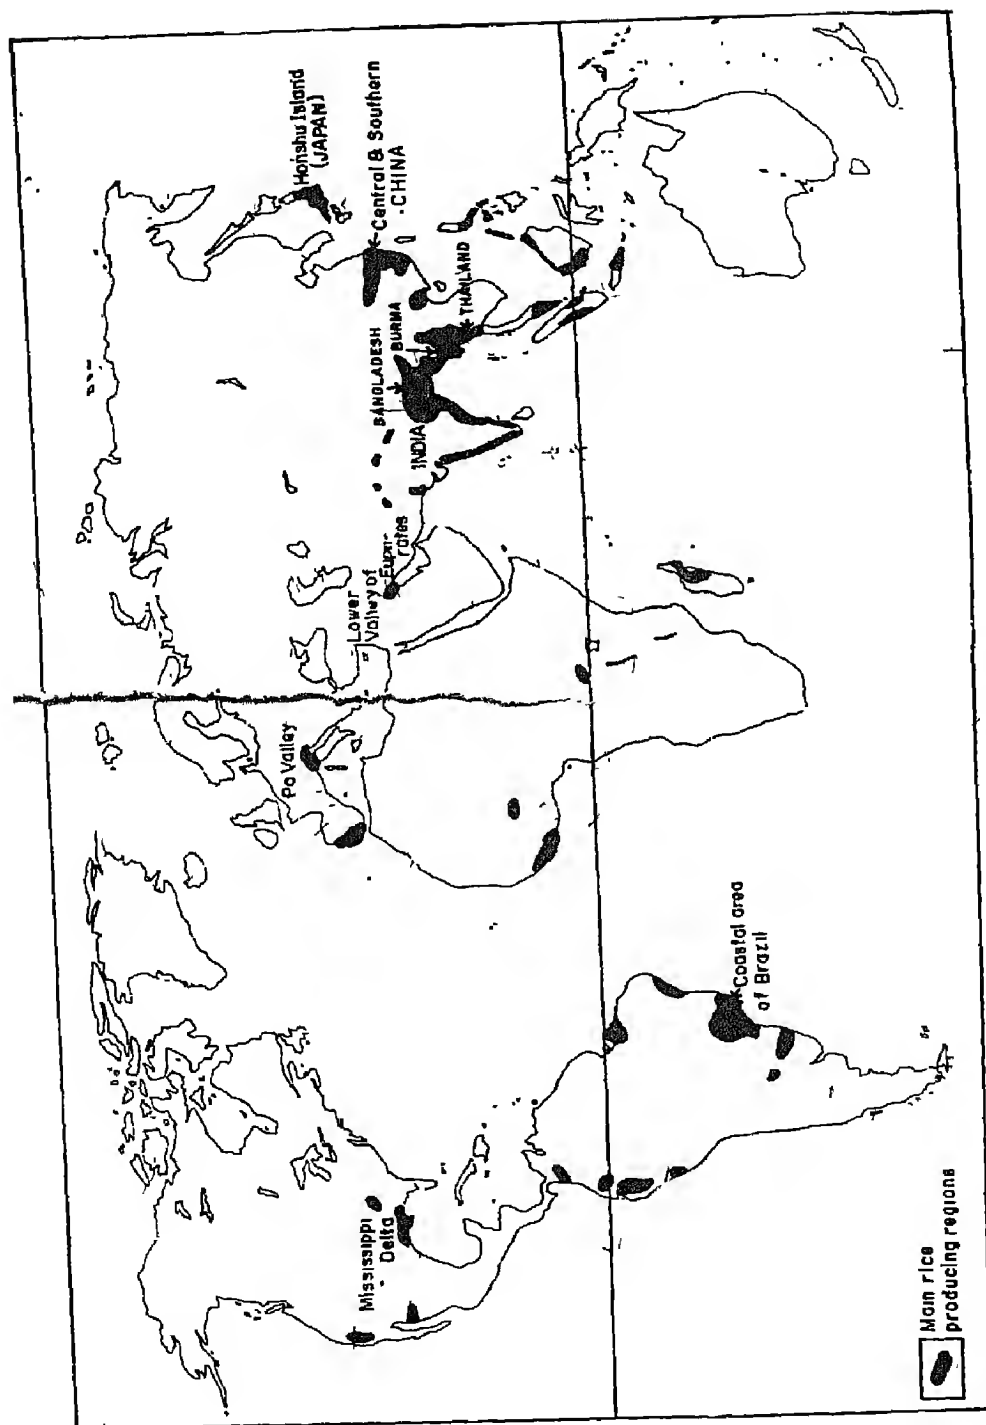 Honshu Island
(JAPAN)
Central & Southern
CHINA
THAILAND
BURMA
BANGLADESH
INDIA
Lower
Valley of
rates
Po Valley
Coastal area
of Brazil
Mississippi
Delta
Main rice
producing regions